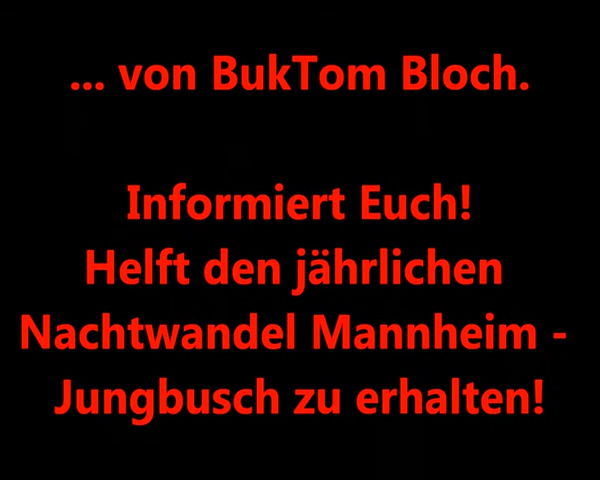 ... von BukTom Bloch.
Informiert Euch!
Helft den jährlichen
Nachtwandel Mannheim -
Jungbusch zu erhalten!